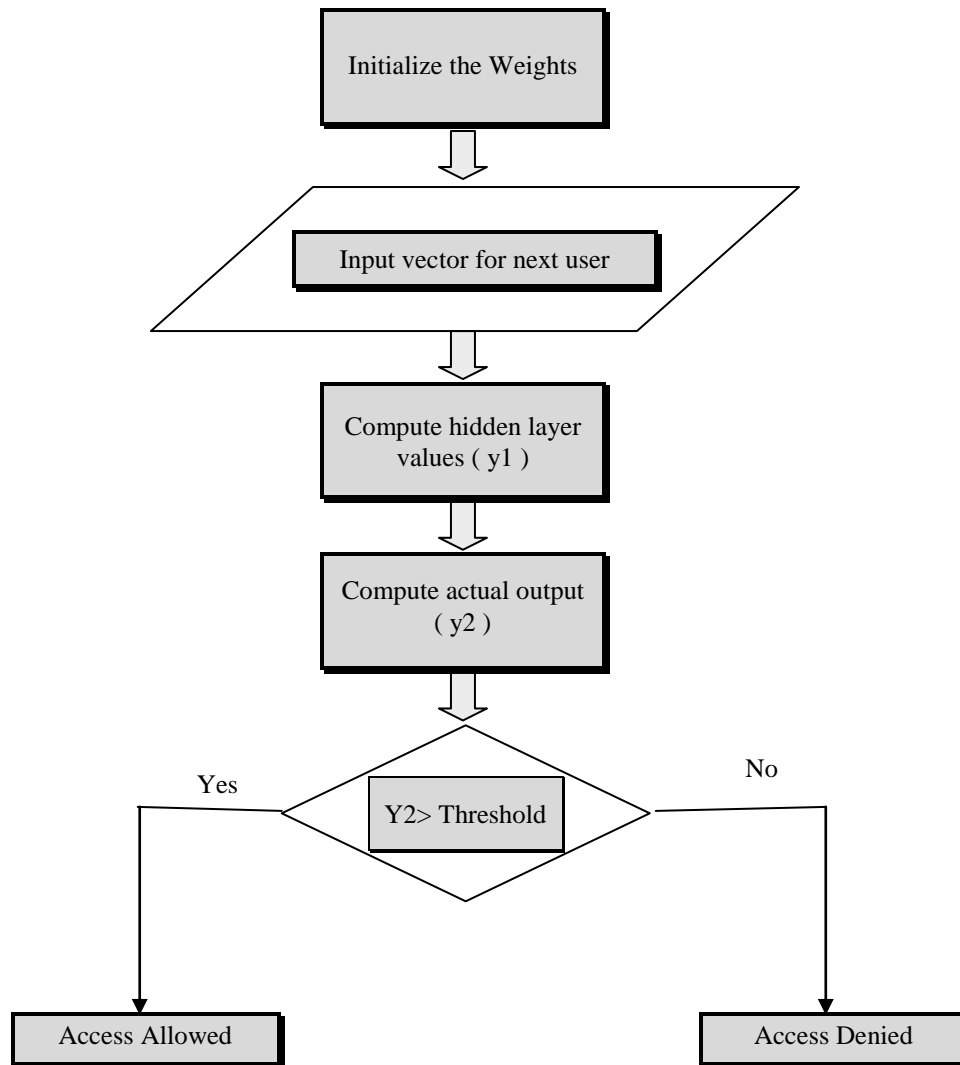 Initialize the Weights
Input vector for next user
Compute hidden layer
values ( y1 )
Compute actual output
( y2 )
Yes
No
Y2> Threshold
Access Allowed
Access Denied